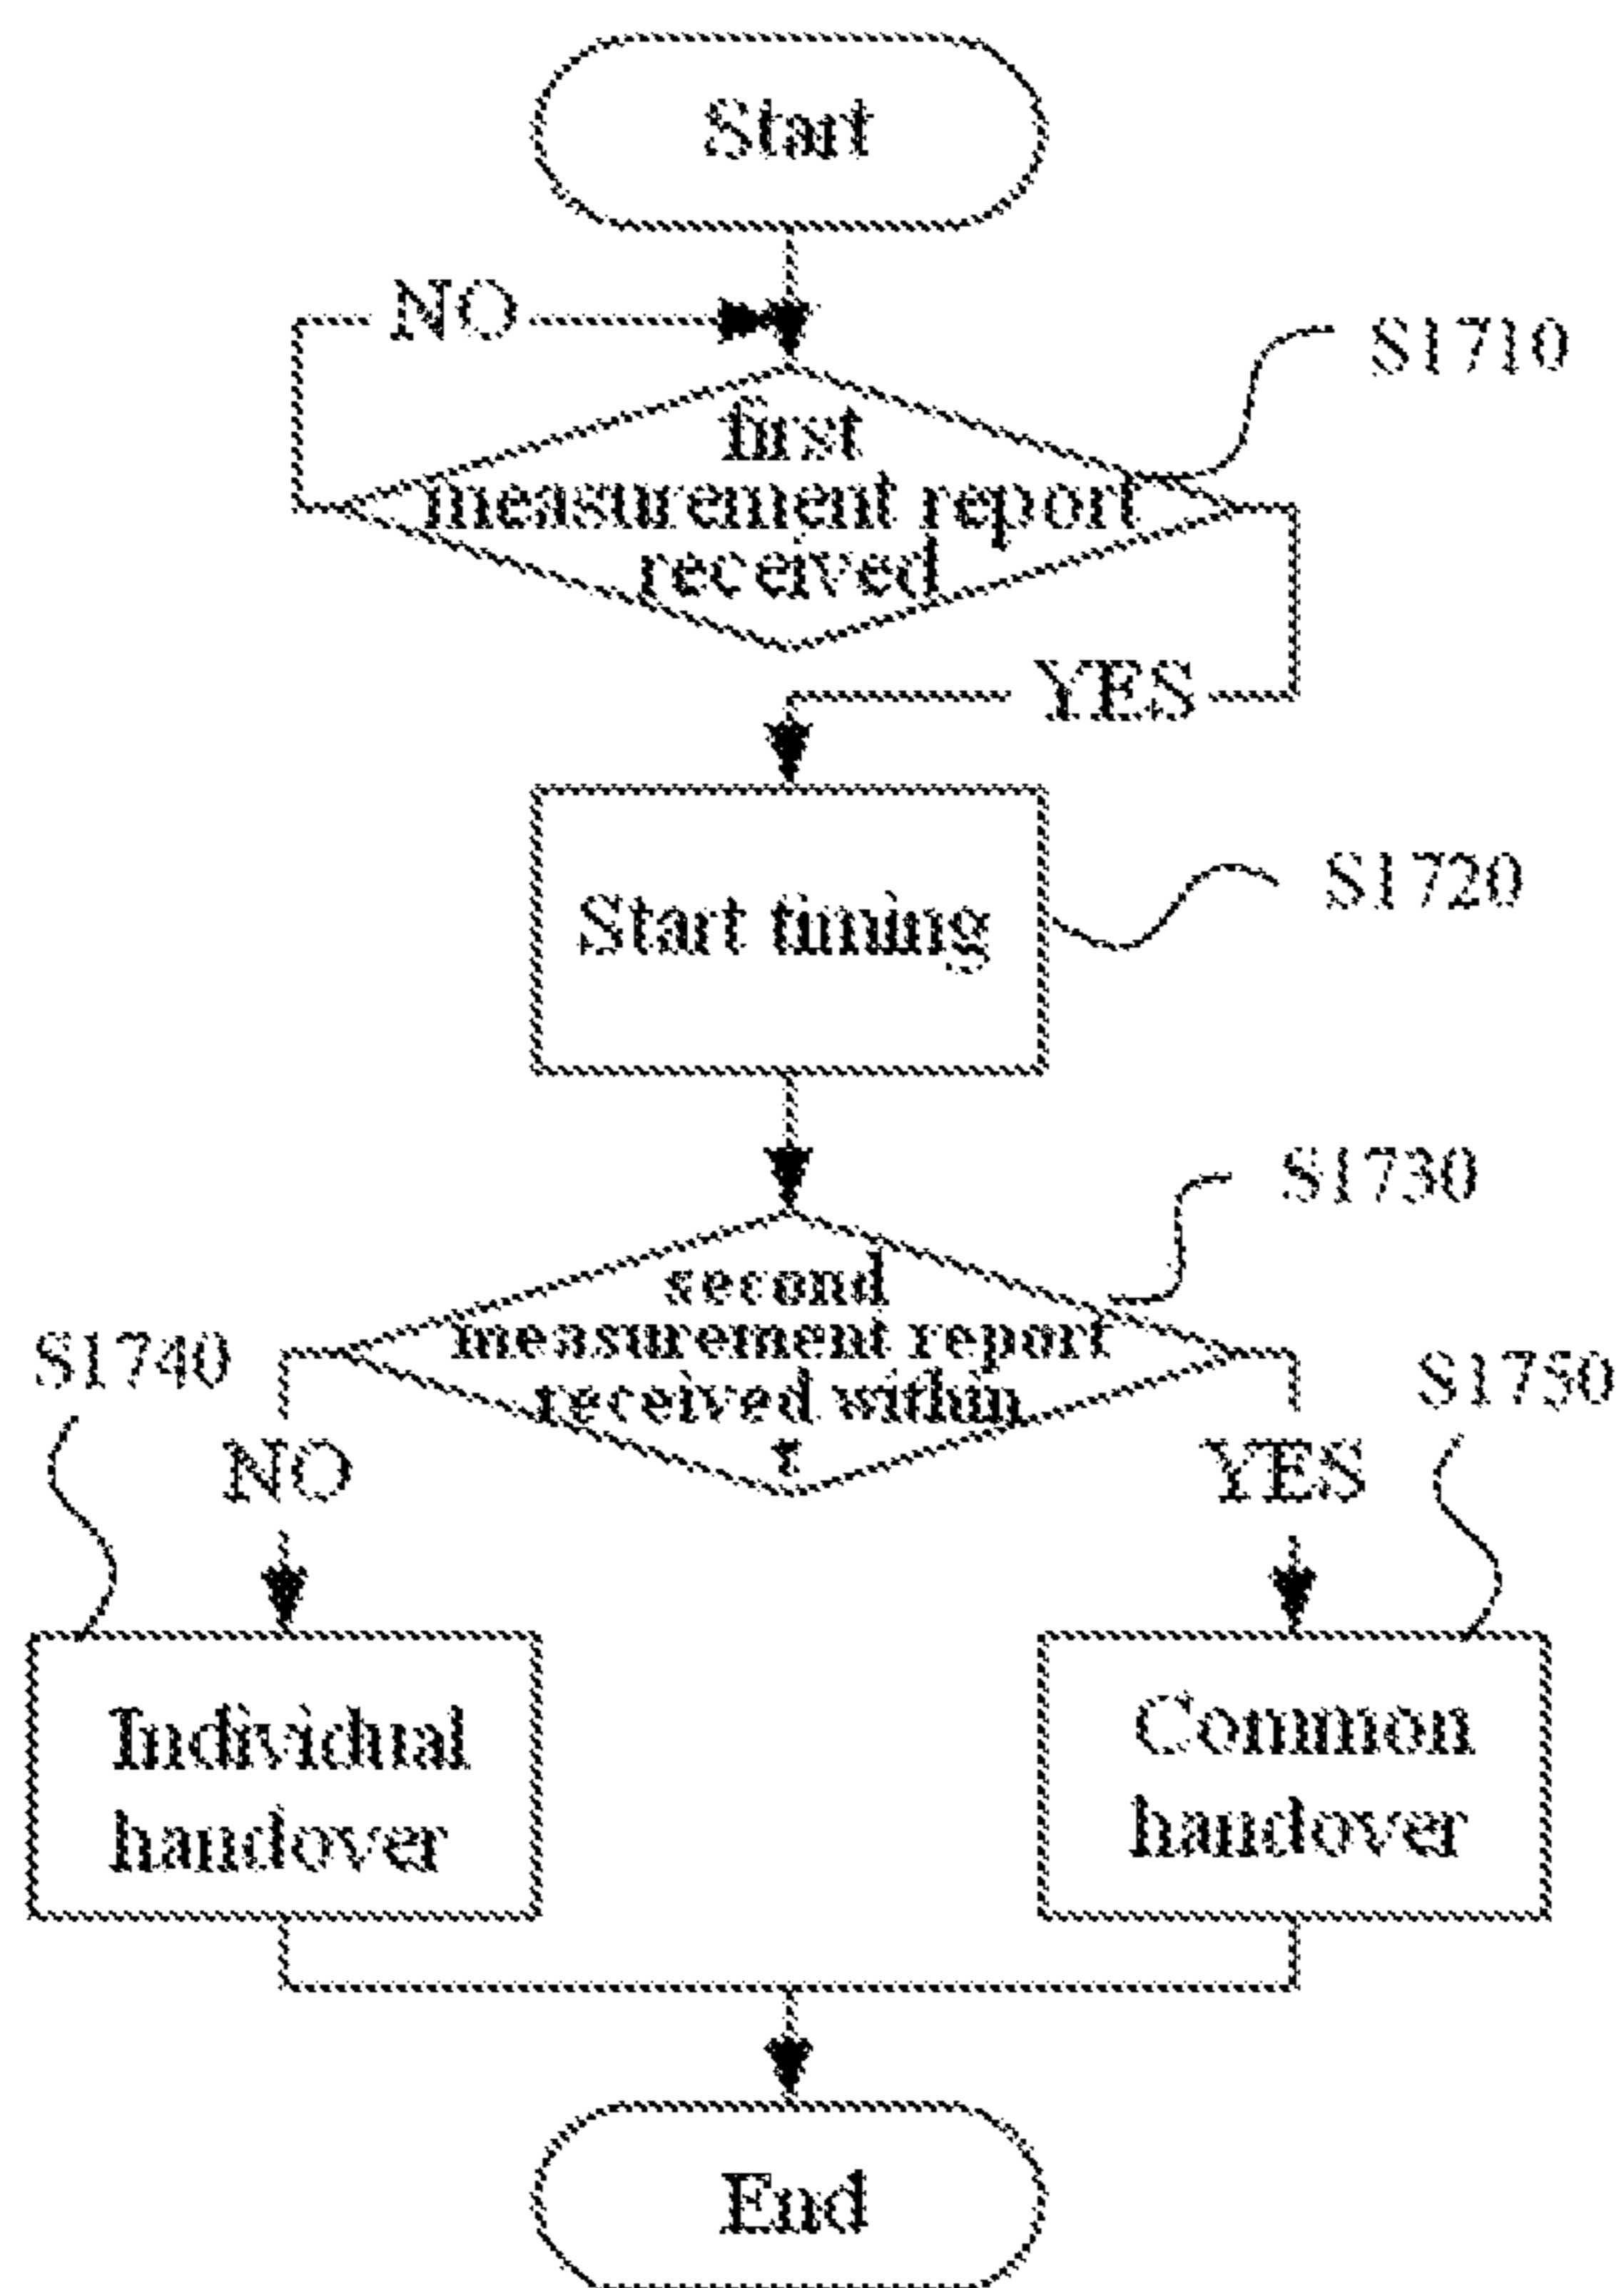 Start
NO
S1710
first
measurement report
received
YES
Start timing
S1720
S1730
second
measurement report
received within
S1740
S1750
NO
YES
Individual
handover
Common
handover
End